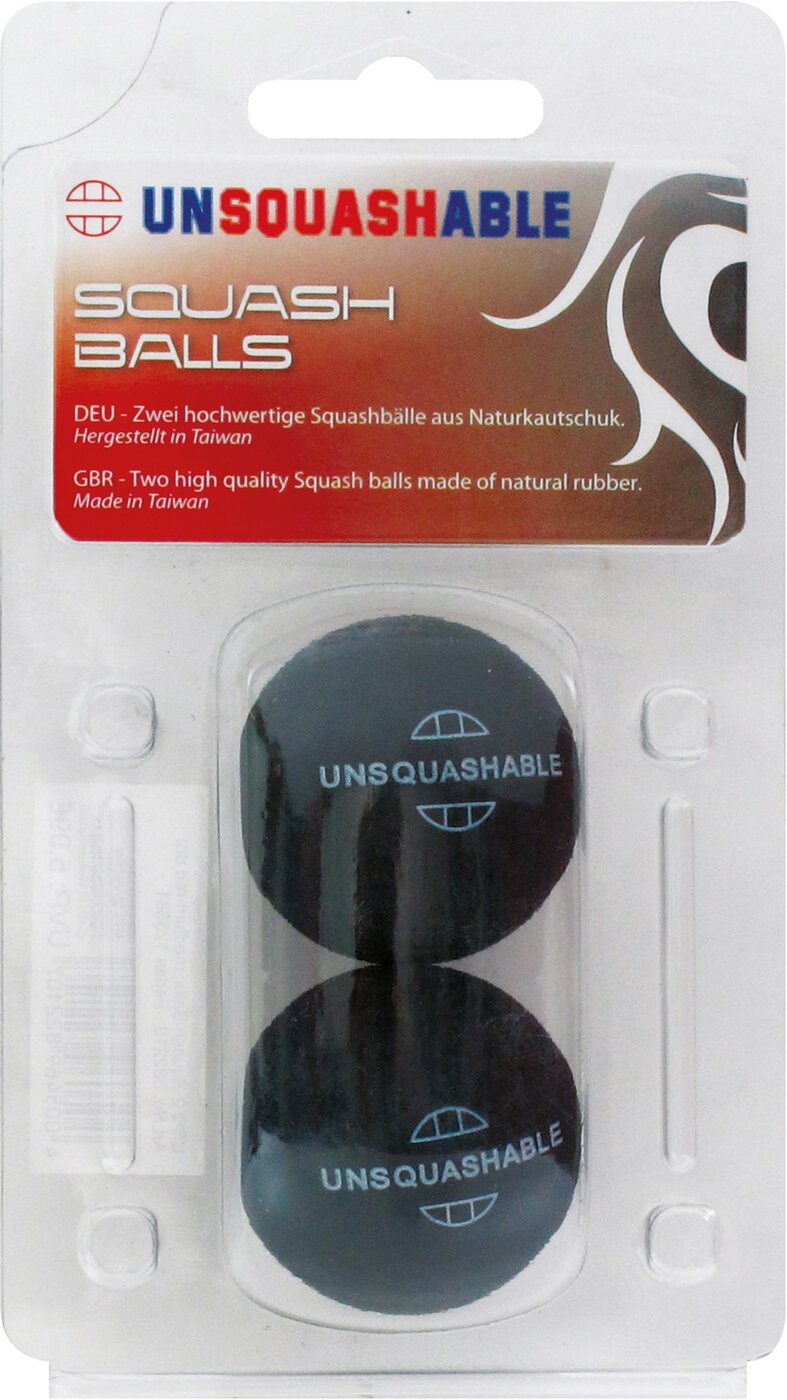 UNSQUASHABLE
SQUASH
BALLS
DEU - Zwei hochwertige Squashbälle aus Naturkautschuk.
Hergestellt in Taiwan
GBR - Two high quality Squash balls made of natural rubber.
Made in Taiwan
UNSQUASHABLE
UNSQUASHABLE